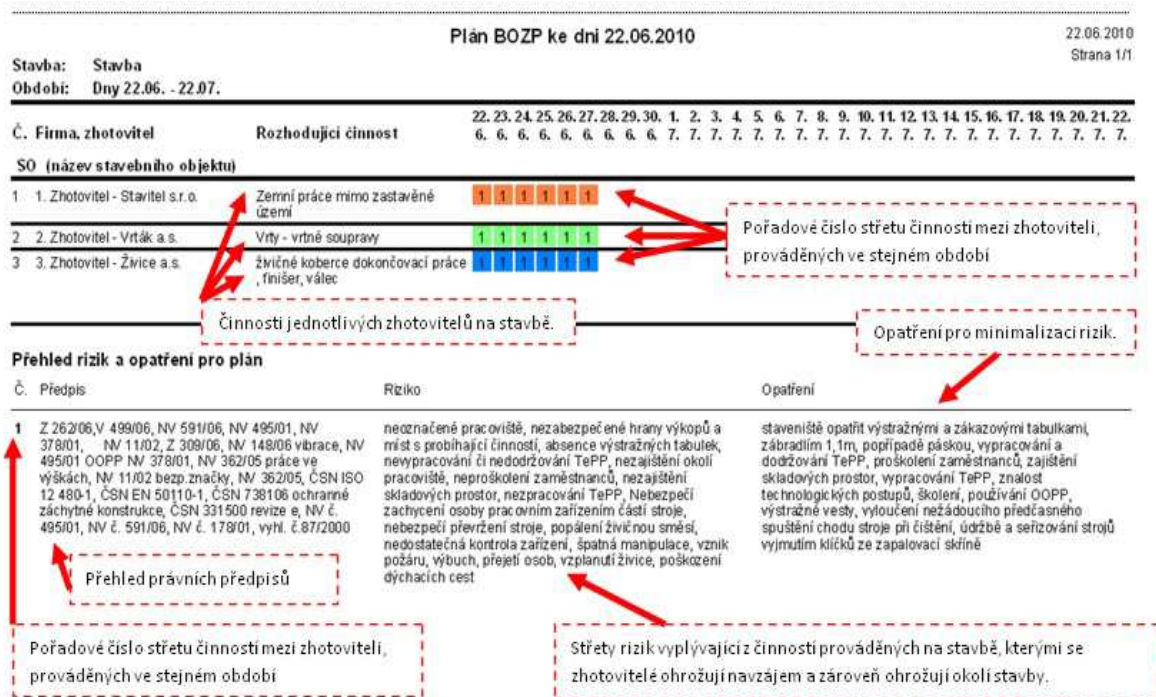 Plán BOZP ke dni 22.06.2010
22.06.2010
Strana 1/1
Stavba: Stavba
Období: Dny 22.06. - 22.07.
22. 23. 24. 25. 26. 27. 28. 29. 30. 1. 2. 3. 4. 5. 6. 7. 8. 9. 10. 11. 12. 13. 14. 15. 16. 17. 18. 19. 20. 21. 22.
Č. Firma, zhotovitel Rozhodující činnost 6. 6. 6. 6. 6. 6. 6. 6. 6. 7. 7. 7. 7. 7. 7. 7. 7. 7. 7. 7. 7. 7. 7. 7. 7. 7. 7. 7. 7. 7. 7.
SO (název stavebního objektu)
1 1. Zhotovitel - Stavitel s.r.o. Zemní práce mimo zastavěné 1 1 1 1 1 1
území
2 2. Zhotovitel - Vrták a.s. Vrty - vrtné soupravy 1 1 1 1 1 1
3 3. Zhotovitel - Živice a.s. živičné koberce dokončovací práce 1 1 1 1 1 1
, finišer, válec
Pořadové číslo střetu činností mezi zhotoviteli,
prováděných ve stejném období
Činnosti jednotlivých zhotovitelů na stavbě.
Opatření pro minimalizaci rizik.
Přehled rizik a opatření pro plán
Č. Předpis Riziko Opatření
1 Z 262/06,V 499/06, NV 591/06, NV 495/01, NV
378/01, NV 11/02, Z 309/06, NV 148/06 vibrace, NV
495/01 OOPP NV 378/01, NV 362/05 práce ve
výškách, NV 11/02 bezp.značky, NV 362/05, ČSN ISO
12 480-1, ČSN EN 50110-1, ČSN 738106 ochranné
záchytné konstrukce, ČSN 331500 revize e, NV č.
495/01, NV č. 591/06, NV č. 178/01, vyhl. č.87/2000
neoznačené pracoviště, nezabezpečené hrany výkopů a
míst s probíhající činností, absence výstražných tabulek,
nevypracování či nedodržování TePP, nezajištění okolí
pracoviště, neproškolení zaměstnanců, nezajištění
skladových prostor, nezpracování TePP, Nebezpečí
zachycení osoby pracovním zařízením částí stroje,
nebezpečí převržení stroje, popálení živičnou směsí,
nedostatečná kontrola zařízení, špatná manipulace, vznik
požáru, výbuch, přejetí osob, vzplanutí živice, poškození
dýchacích cest
staveniště opatřit výstražnými a zákazovými tabulkami,
zábradlím 1,1m, popřípadě páskou, vypracování a
dodržování TePP, proškolení zaměstnanců, zajištění
skladových prostor, vypracování TePP, znalost
technologických postupů, školení, používání OOPP,
výstražné vesty, vyloučení nežádoucího předčasného
spuštění chodu stroje při čištění, údržbě a seřizování strojů
vyjmutím klíčků ze zapalovací skříně
Přehled právních předpisů
Pořadové číslo střetu činností mezi zhotoviteli,
prováděných ve stejném období
Střety rizik vyplývající z činností prováděných na stavbě, kterými se
zhotovitelé ohrožují navzájem a zároveň ohrožují okolí stavby.